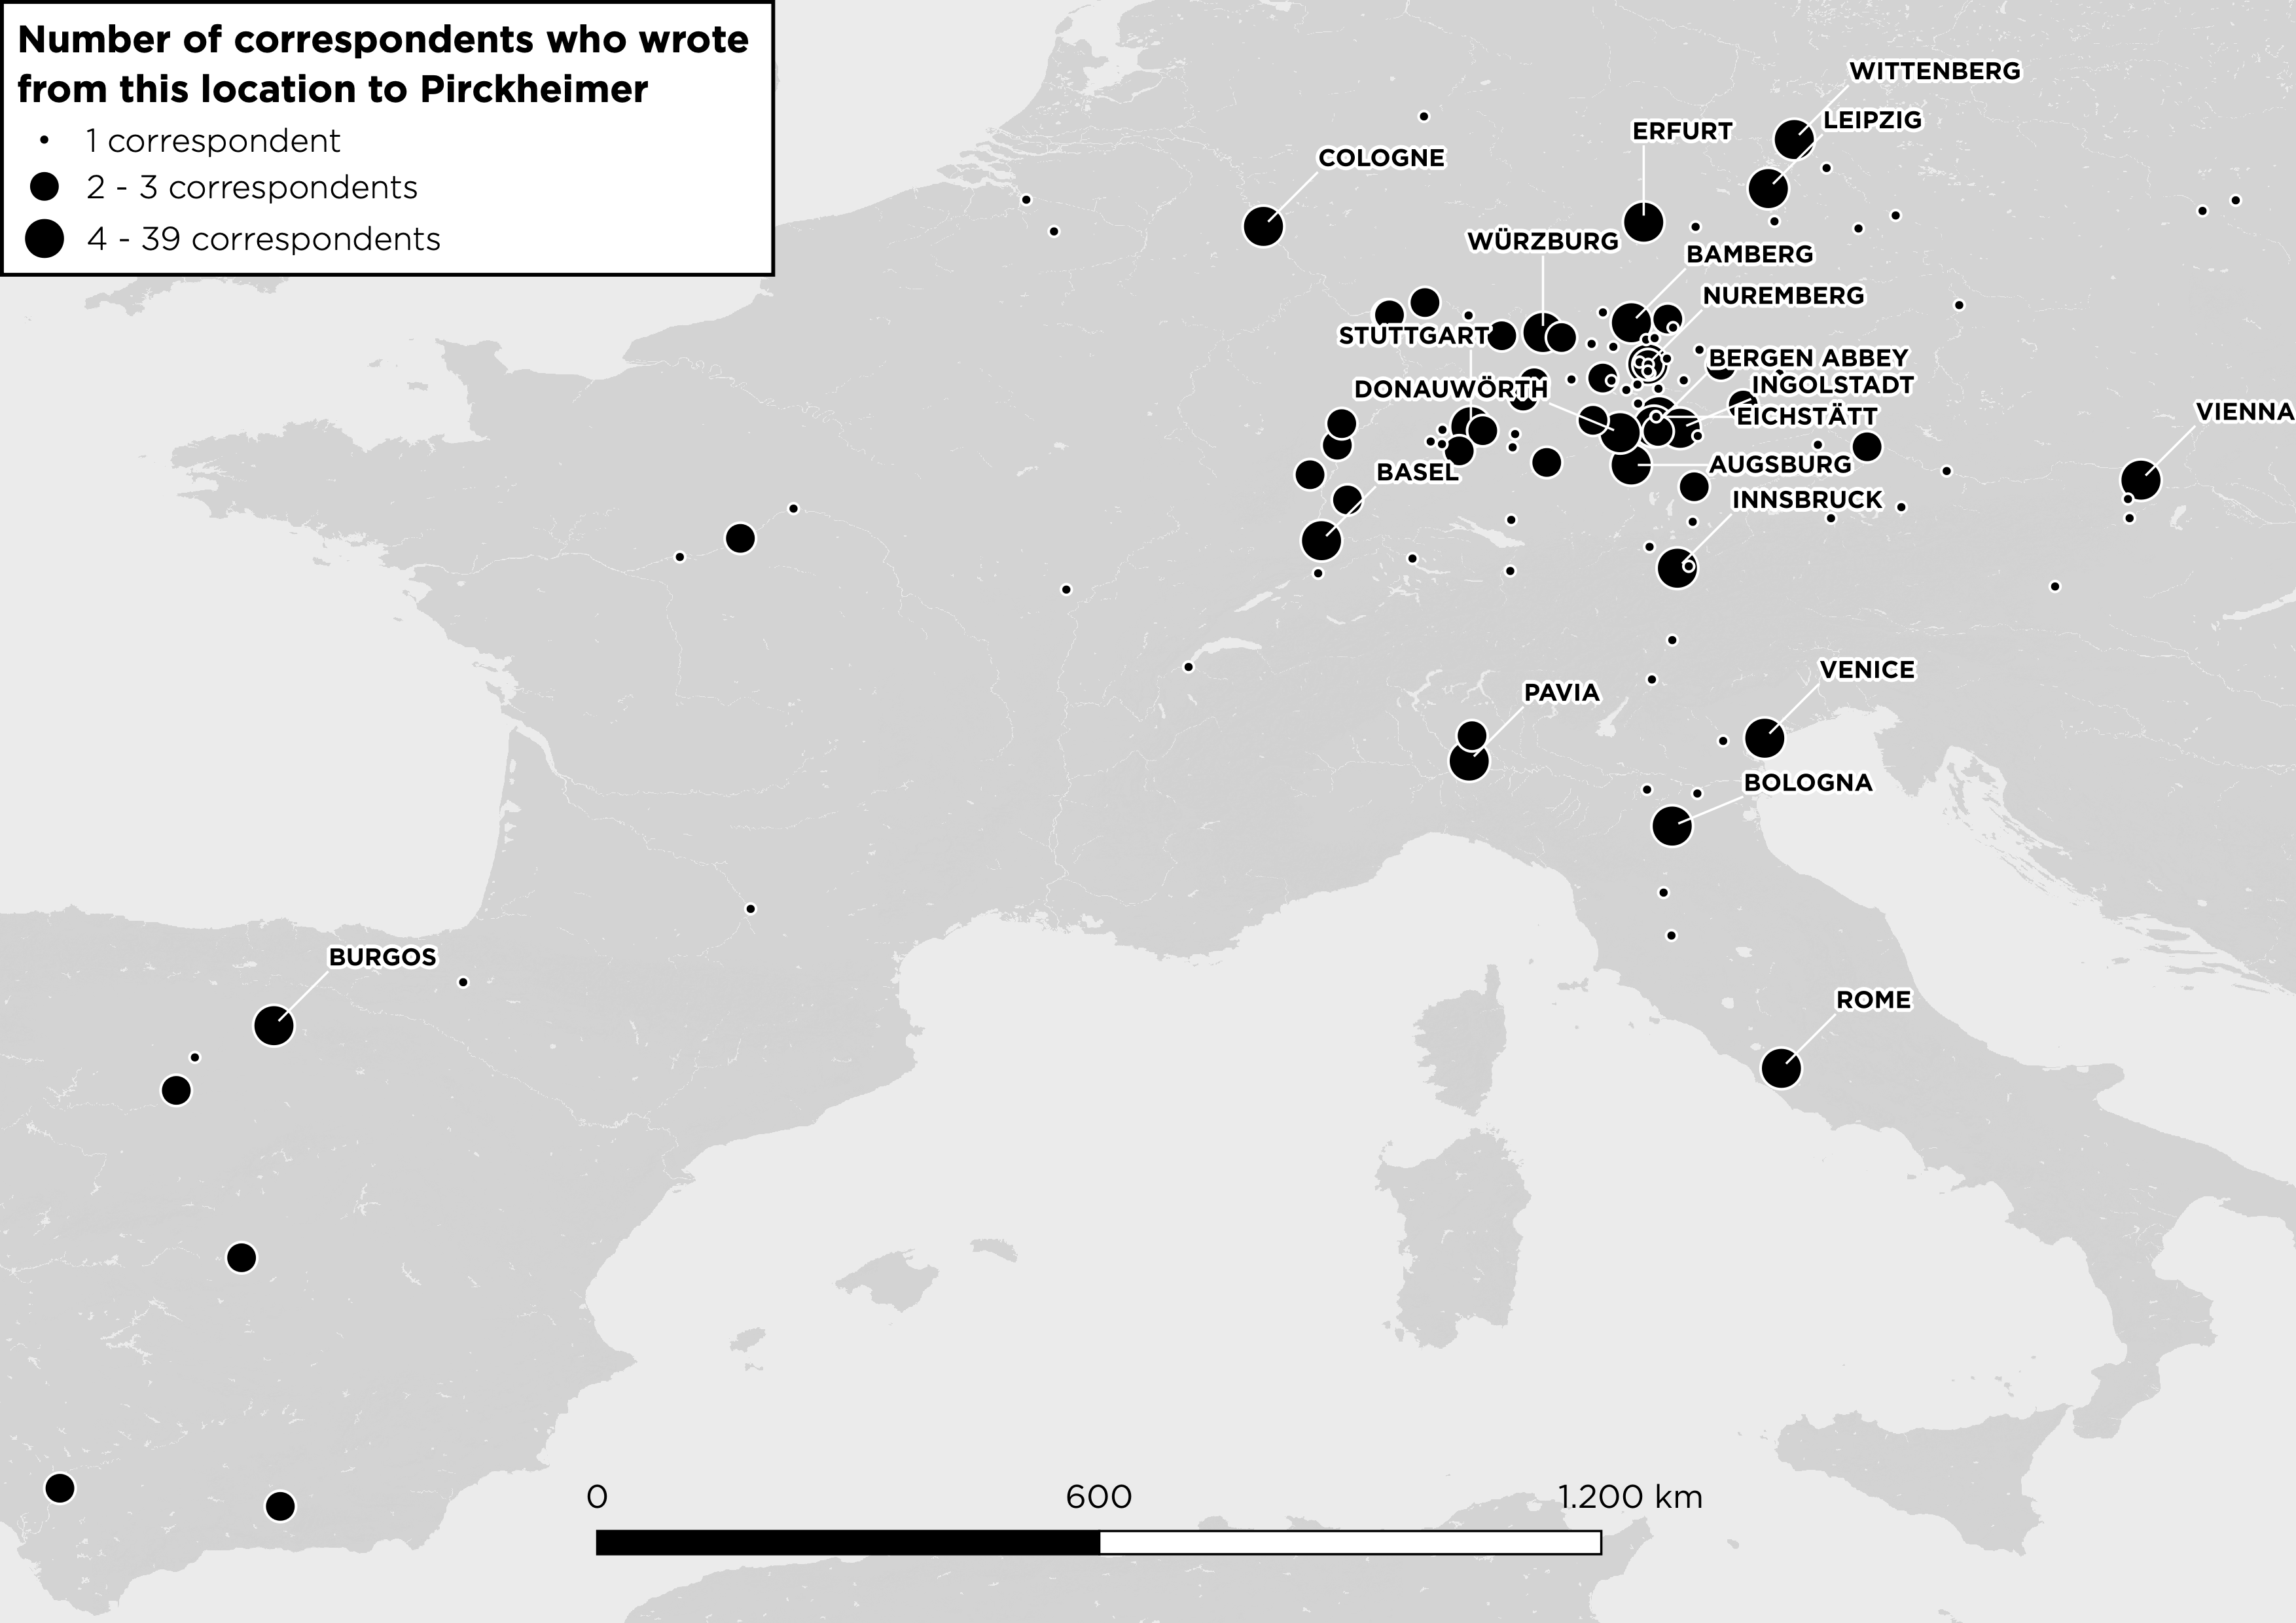 Number of correspondents who wrote
from this location to Pirckheimer
1 correspondent
2 - 3 correspondents
4 - 39 correspondents
WITTENBERG
LEIPZIG
ERFURT
COLOGNE
WÜRZBURG
BAMBERG
NUREMBERG
STUTTGART
BERGEN ABBEY
INGOLSTADT
DONAUWÖRTH
EICHSTÄTT
VIENNA
AUGSBURG
BASEL
INNSBRUCK
VENICE
PAVIA
BOLOGNA
BURGOS
ROME
0 600 1.200 km